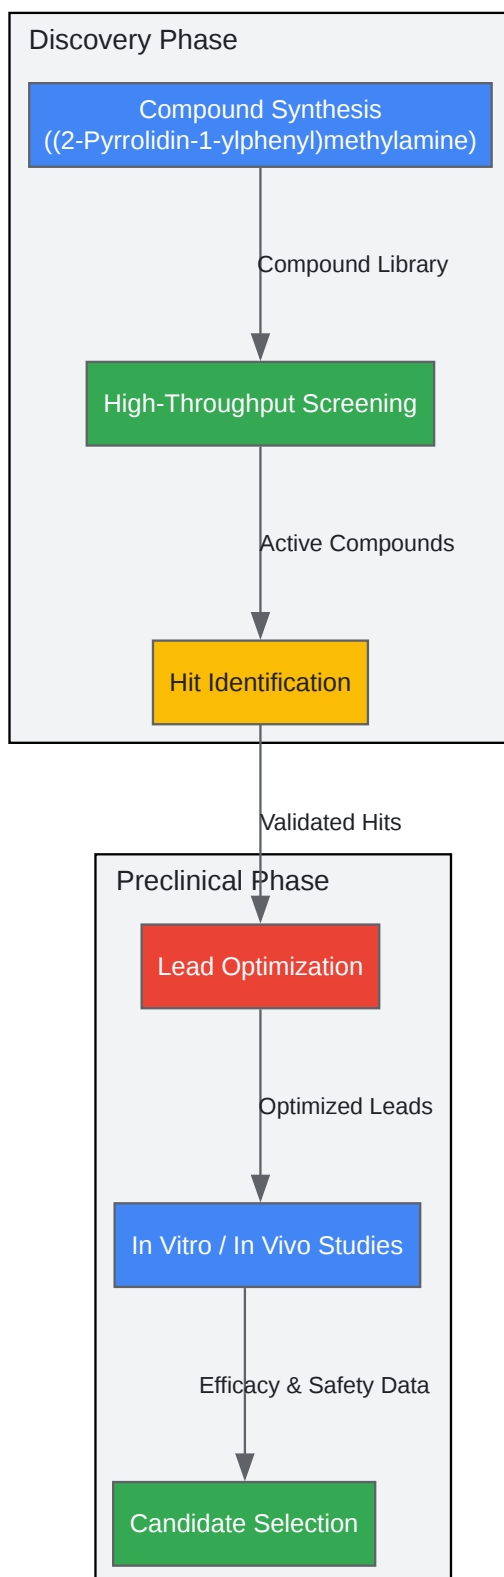 Discovery Phase
Compound Synthesis
((2-Pyrrolidin-1-ylphenyl)methylamine)
Compound Library
High-Throughput Screening
Active Compounds
Hit Identification
Validated Hits
Preclinical Phase
Lead Optimization
Optimized Leads
In Vitro / In Vivo Studies
Efficacy & Safety Data
Candidate Selection